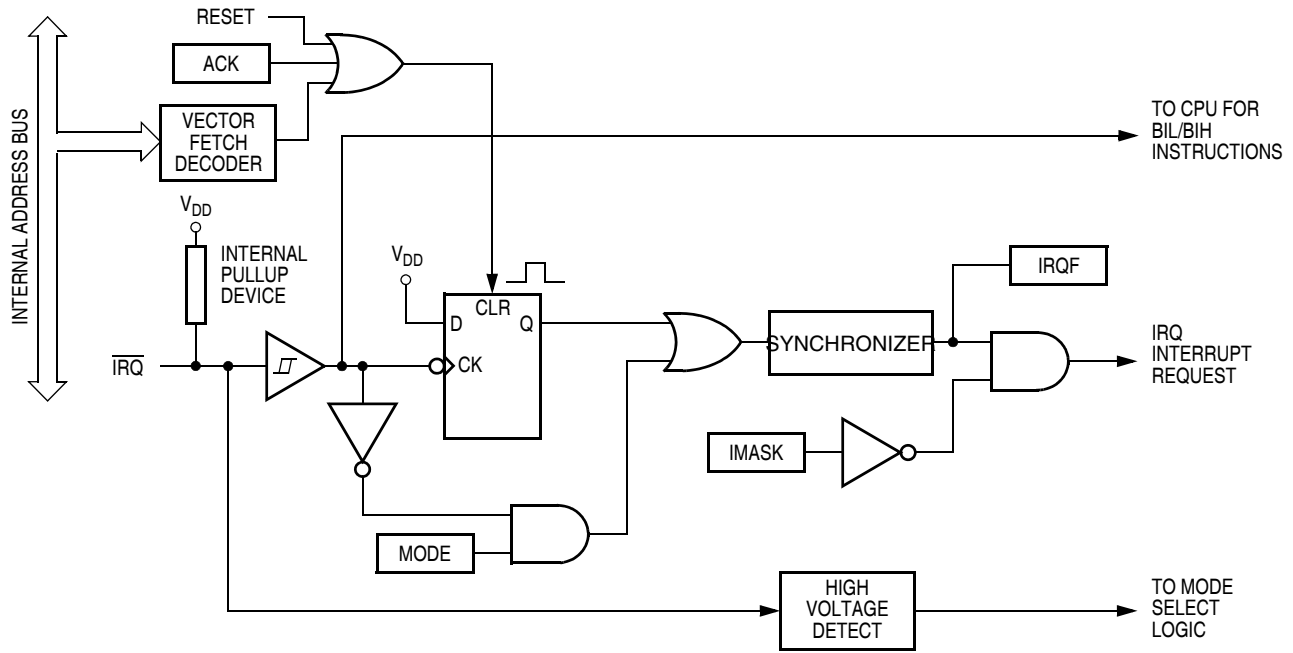 RESET
ACK
INTERNAL ADDRESS BUS
VECTOR
FETCH
DECODER
TO CPU FOR
BIL/BIH
INSTRUCTIONS
VDD
INTERNAL
PULLUP
DEVICE
VDD
CLR
D
Q
CK
IRQF
SYNCHRONIZER
IRQ
INTERRUPT
REQUEST
IRQ
IMASK
MODE
HIGH
VOLTAGE
DETECT
TO MODE
SELECT
LOGIC